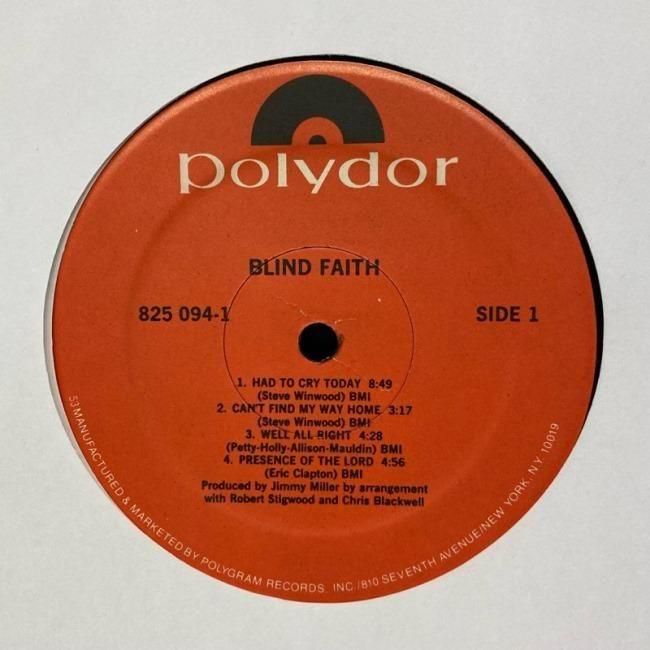 polydor
BLIND FAITH
825 094-1
SIDE 1
1. HAD TO CRY TODAY 8:49
(Steve Winwood) BMI
2. CAN'T FIND MY WAY HOME 3:17
(Steve Winwood) BMI
3. WELL ALL RIGHT 4:28
(Petty-Holly-Allison-Mauldin) BMI
4. PRESENCE OF THE LORD 4:56
(Eric Clapton) BMI
Produced by Jimmy Miller by arrangement
with Robert Stigwood and Chris Blackwell
53 MANUFACTURED & MARKETED BY POLYGRAM RECORDS, INC./810 SEVENTH AVENUE/NEW YORK, NY 10019